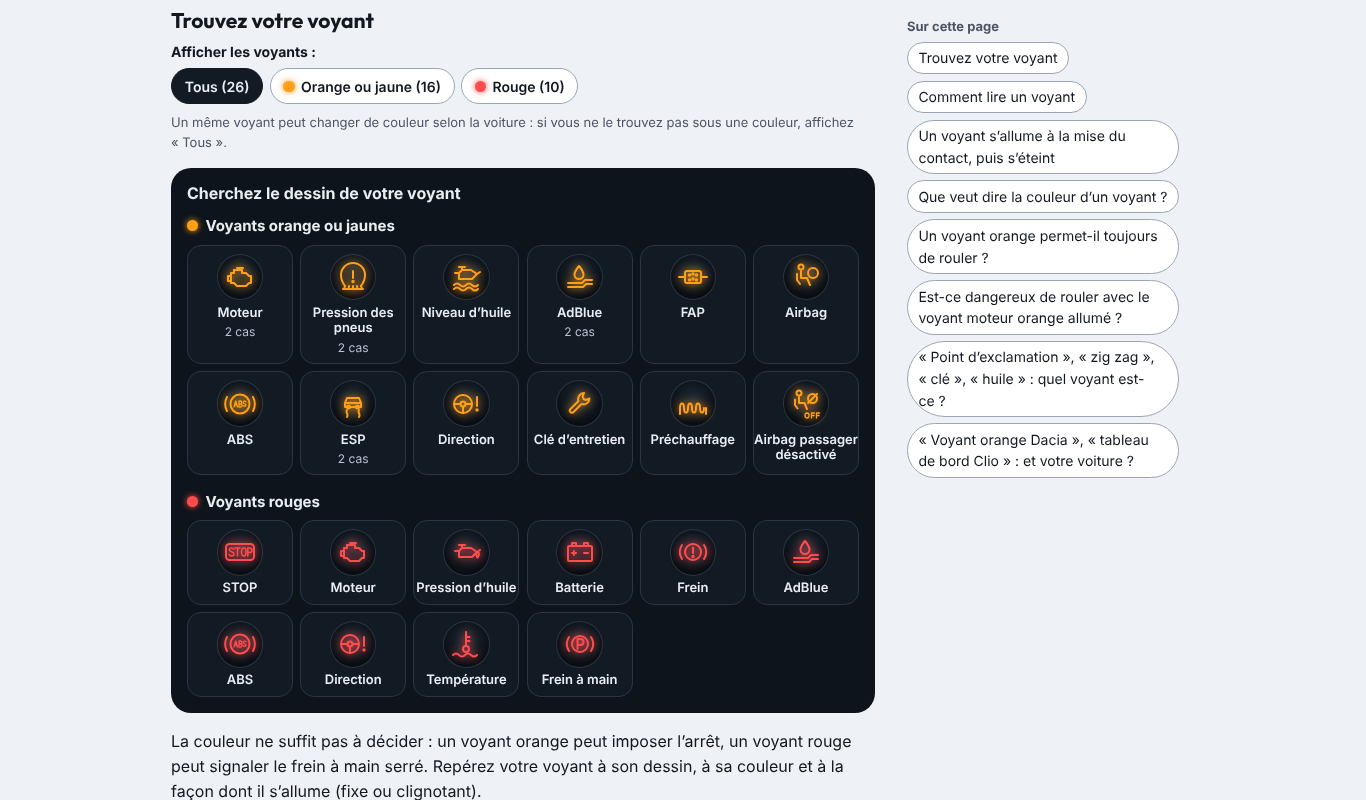 Trouvez votre voyant
Afficher les voyants :
Tous (26)
Orange ou jaune (16)
Rouge (10)
Un même voyant peut changer de couleur selon la voiture : si vous ne le trouvez pas sous une couleur, affichez
« Tous ».
Cherchez le dessin de votre voyant
Voyants orange ou jaunes
Moteur
2 cas
Pression des
pneus
2 cas
Niveau d’huile
AdBlue
2 cas
FAP
Airbag
ABS
ABS
ESP
2 cas
Direction
Clé d’entretien
Préchauffage
OFF
Airbag passager
désactivé
Voyants rouges
STOP
STOP
Moteur
Pression d’huile
Batterie
Frein
AdBlue
ABS
ABS
Direction
Température
P
Frein à main
La couleur ne suffit pas à décider : un voyant orange peut imposer l’arrêt, un voyant rouge
peut signaler le frein à main serré. Repérez votre voyant à son dessin, à sa couleur et à la
façon dont il s’allume (fixe ou clignotant).
Sur cette page
Trouvez votre voyant
Comment lire un voyant
Un voyant s’allume à la mise du
contact, puis s’éteint
Que veut dire la couleur d’un voyant ?
Un voyant orange permet-il toujours
de rouler ?
Est-ce dangereux de rouler avec le
voyant moteur orange allumé ?
« Point d’exclamation », « zig zag »,
« clé », « huile » : quel voyant est-
ce ?
« Voyant orange Dacia », « tableau
de bord Clio » : et votre voiture ?